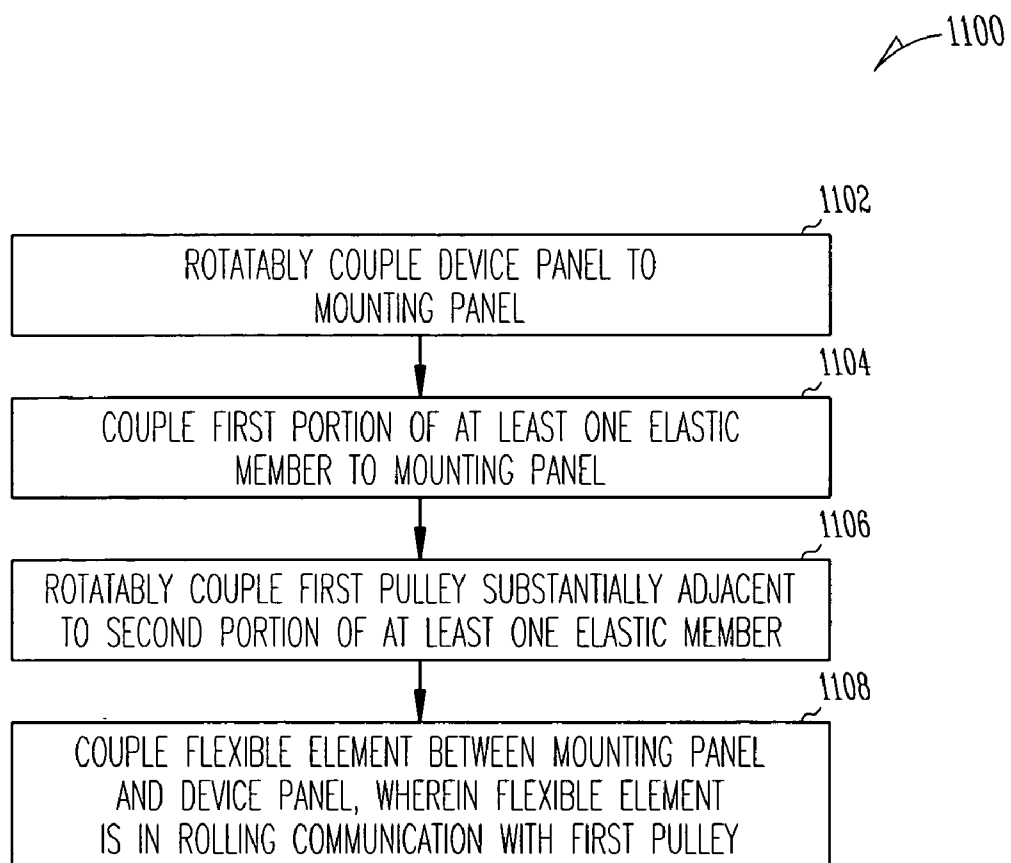 1100
1102
ROTATABLY COUPLE DEVICE PANEL TO
MOUNTING PANEL
1104
COUPLE FIRST PORTION OF AT LEAST ONE ELASTIC
MEMBER TO MOUNTING PANEL
1106
ROTATABLY COUPLE FIRST PULLEY SUBSTANTIALLY ADJACENT
TO SECOND PORTION OF AT LEAST ONE ELASTIC MEMBER
1108
COUPLE FLEXIBLE ELEMENT BETWEEN MOUNTING PANEL
AND DEVICE PANEL, WHEREIN FLEXIBLE ELEMENT
IS IN ROLLING COMMUNICATION WITH FIRST PULLEY